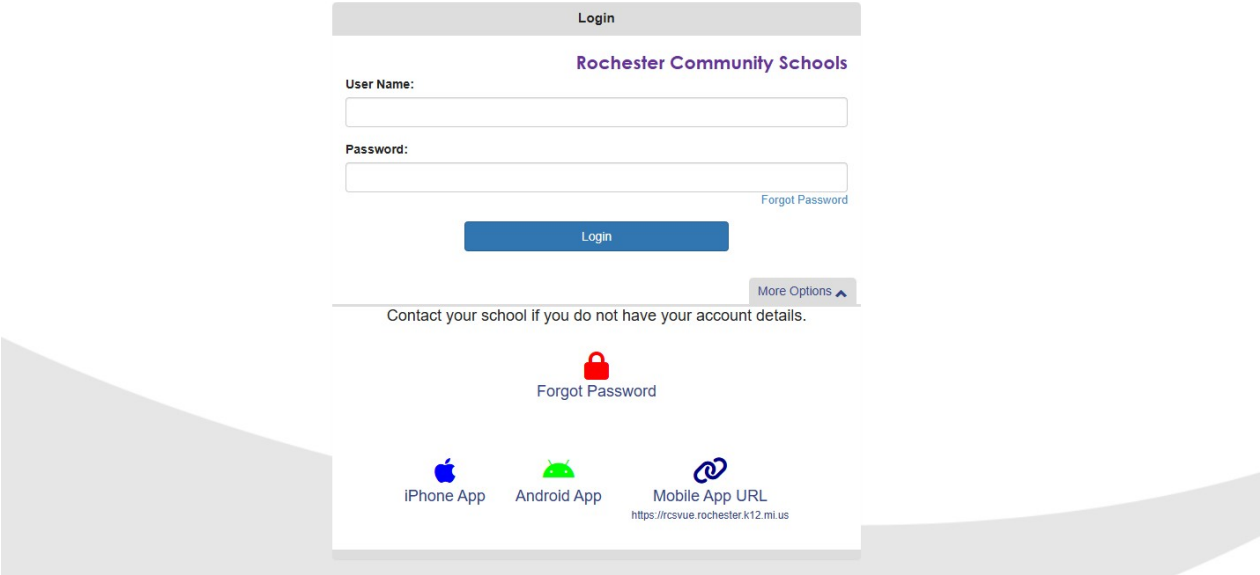 Login
Rochester Community Schools
User Name:
Password:
Forgot Password
Login
More Options
Contact your school if you do not have your account details.
Forgot Password
iPhone App Android App Mobile App URL
https://rcsvue.rochester.k12.mi.us